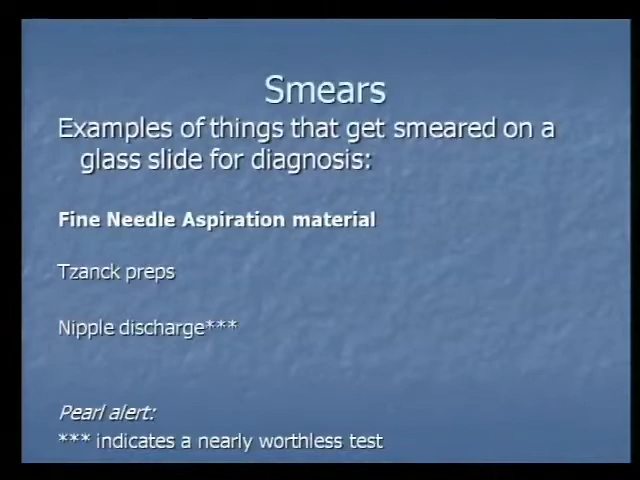 Smears
Examples of things that get smeared on a
glass slide for diagnosis:
Fine Needle Aspiration material
Tzanck preps
Nipple discharge***
Pearl alert:
*** indicates a nearly worthless test